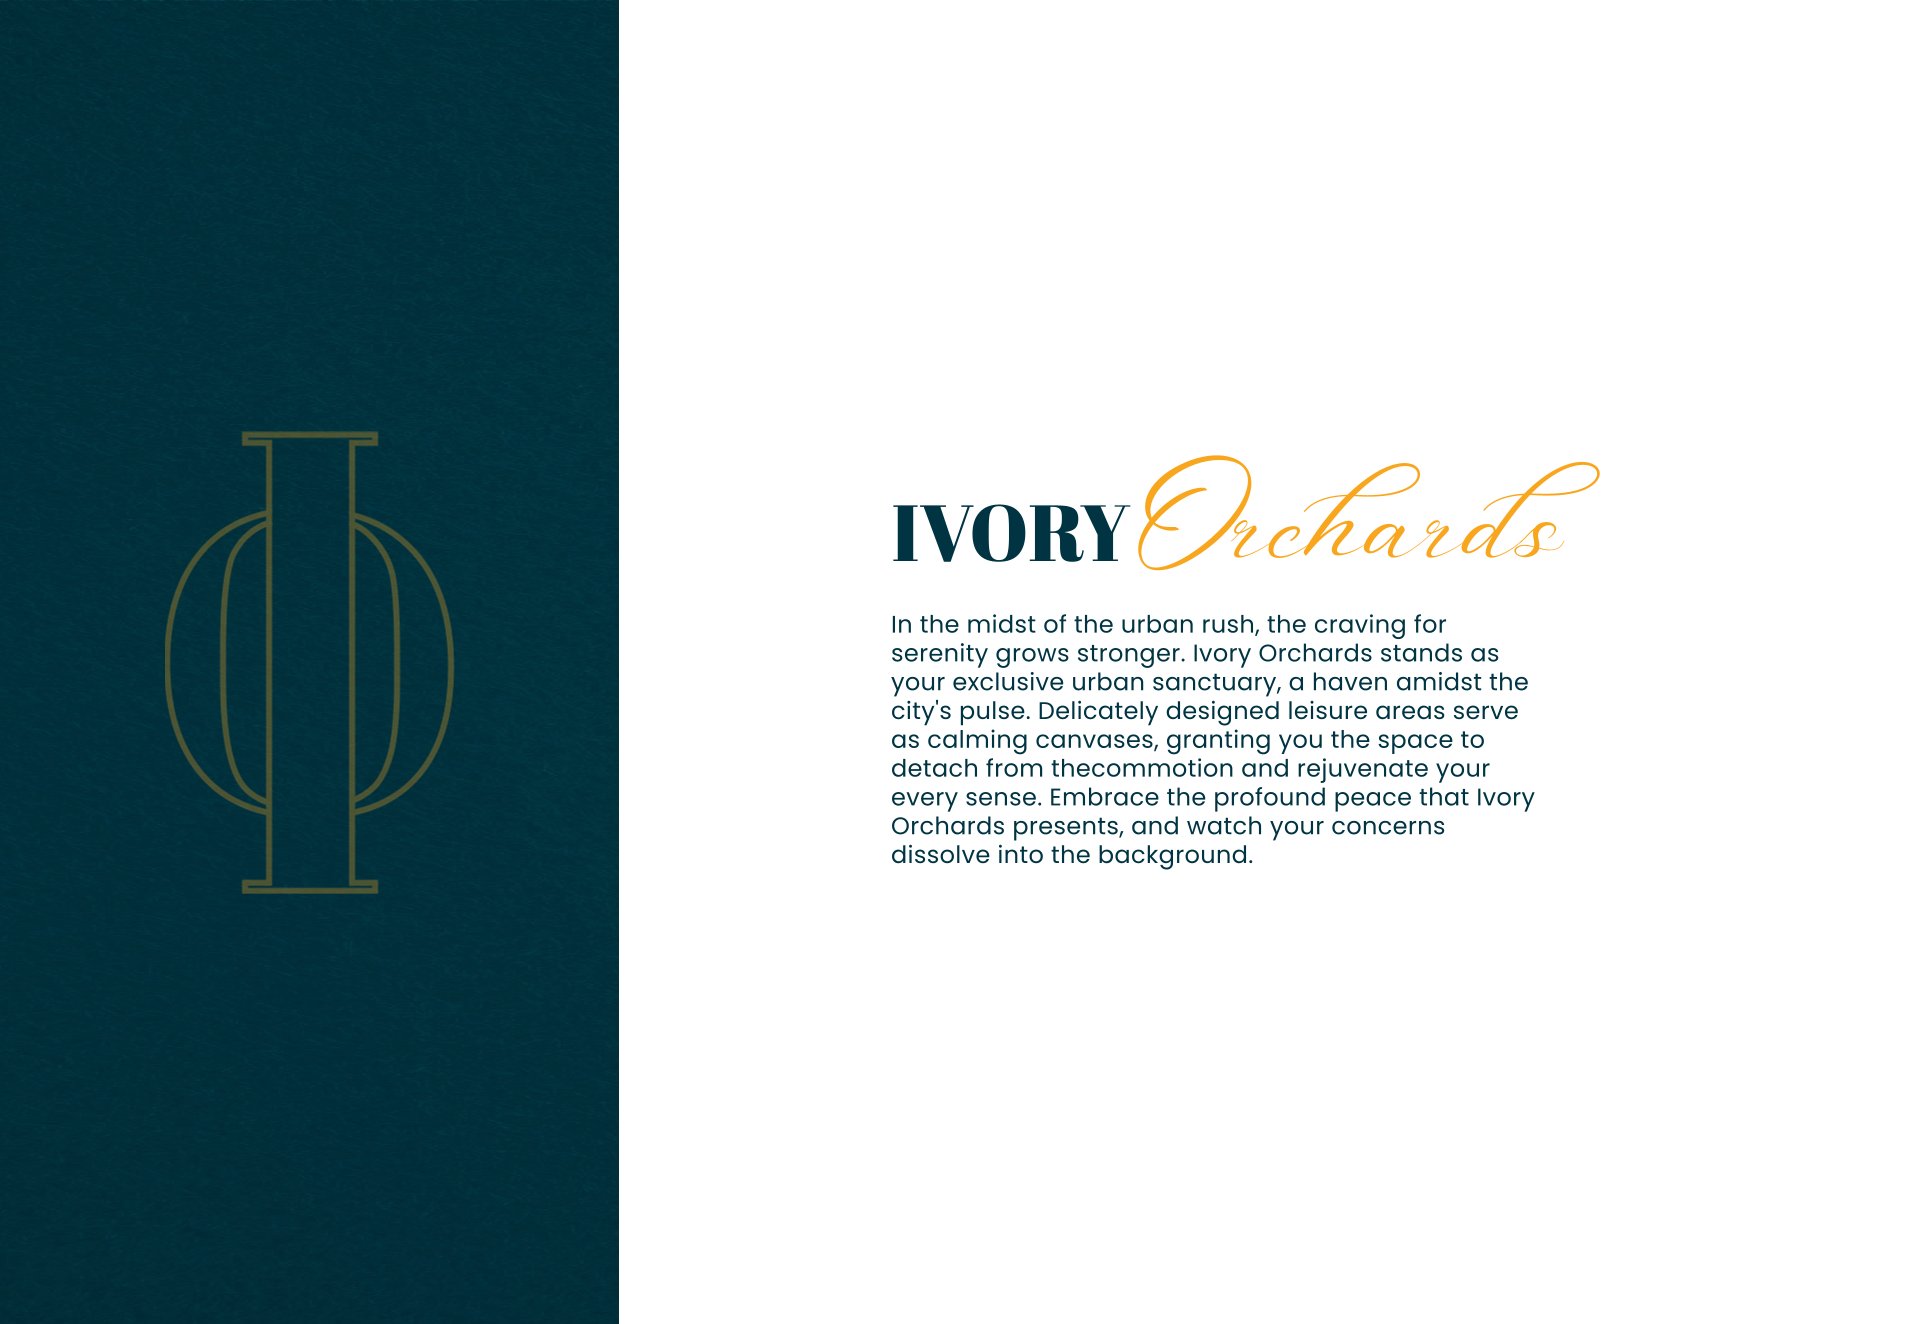 IVORY Orchards
In the midst of the urban rush, the craving for
serenity grows stronger. Ivory Orchards stands as
your exclusive urban sanctuary, a haven amidst the
city's pulse. Delicately designed leisure areas serve
as calming canvases, granting you the space to
detach from thecommotion and rejuvenate your
every sense. Embrace the profound peace that Ivory
Orchards presents, and watch your concerns
dissolve into the background.